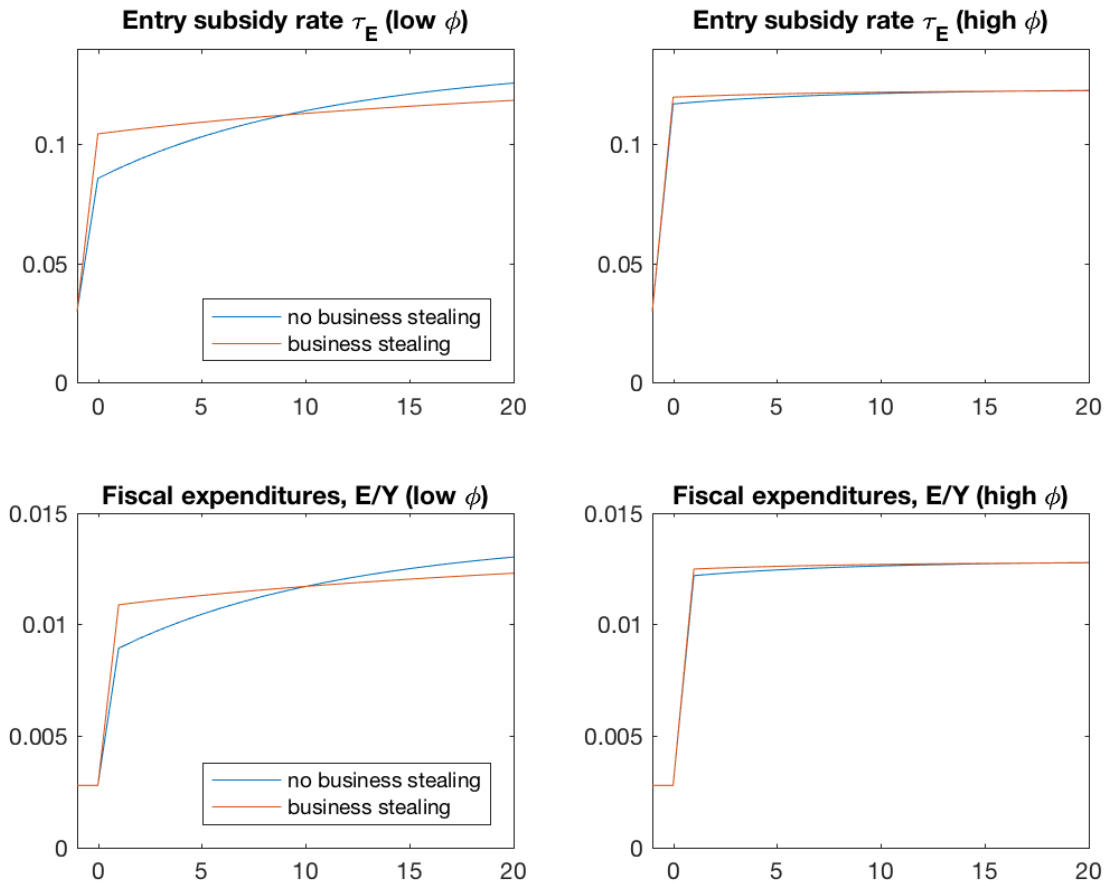 Entry subsidy rate τ_E (low ϕ)
0.1
0.05
0
0 5 10 15 20
no business stealing
business stealing
Entry subsidy rate τ_E (high ϕ)
0.1
0.05
0
0 5 10 15 20
Fiscal expenditures, E/Y (low ϕ)
0.015
0.01
0.005
0
0 5 10 15 20
no business stealing
business stealing
Fiscal expenditures, E/Y (high ϕ)
0.015
0.01
0.005
0
0 5 10 15 20